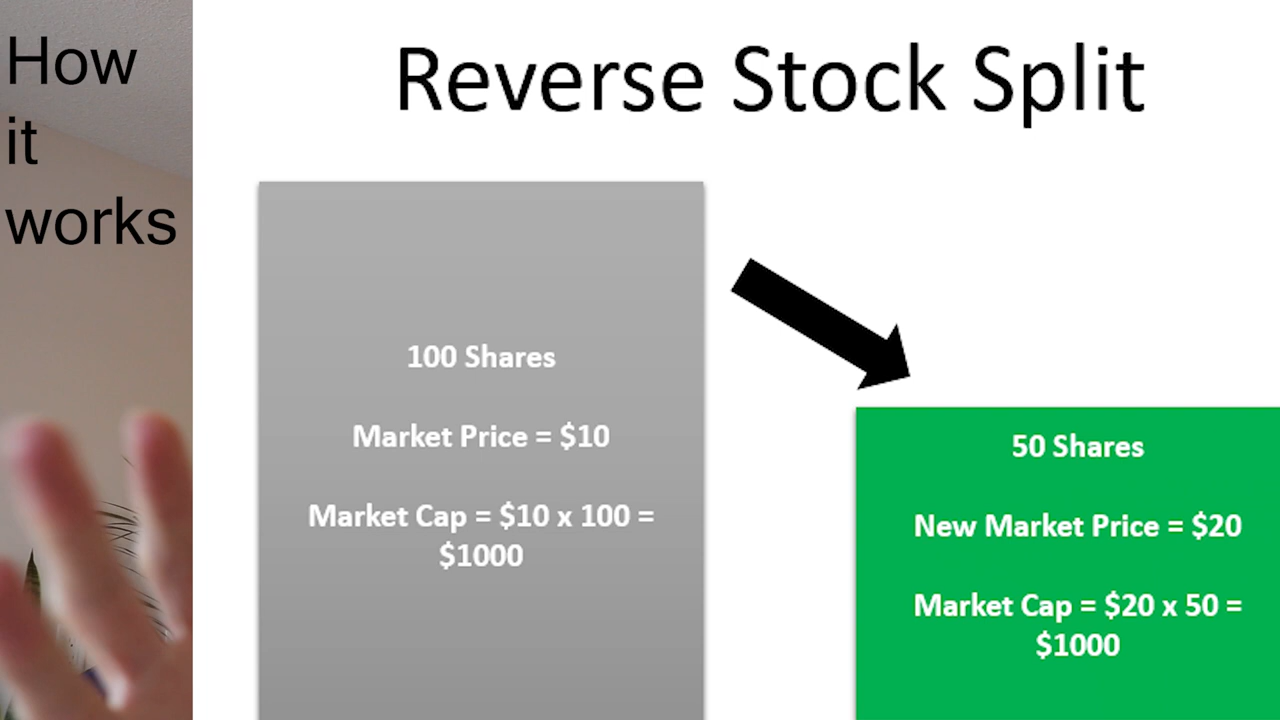 How
it
works
Reverse Stock Split
100 Shares
Market Price = $10
Market Cap = $10 x 100 =
$1000
50 Shares
New Market Price = $20
Market Cap = $20 x 50 =
$1000